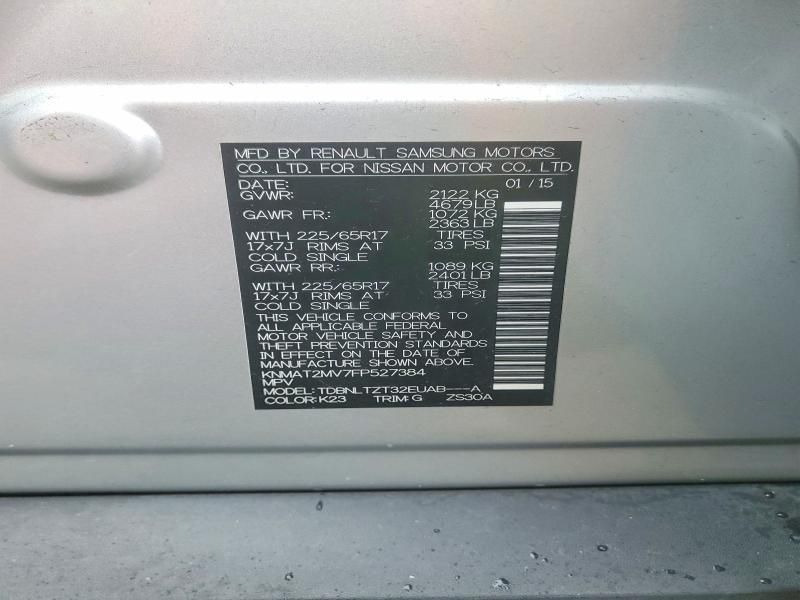 MFD BY RENAULT SAMSUNG MOTORS
CO., LTD. FOR NISSAN MOTOR CO., LTD.
DATE: 01 / 15
GVWR: 2122 KG
4679 LB
GAWR FR.: 1072 KG
2363 LB
WITH 225/65R17 TIRES
17x7J RIMS AT 33 PSI
COLD SINGLE
GAWR RR.: 1089 KG
2401 LB
WITH 225/65R17 TIRES
17x7J RIMS AT 33 PSI
COLD SINGLE
THIS VEHICLE CONFORMS TO
ALL APPLICABLE FEDERAL
MOTOR VEHICLE SAFETY AND
THEFT PREVENTION STANDARDS
IN EFFECT ON THE DATE OF
MANUFACTURE SHOWN ABOVE.
KNMAT2MV7FP527384
MPV
MODEL: TDBNLTZT32EUAB---A
COLOR: K23 TRIM: G ZS30A